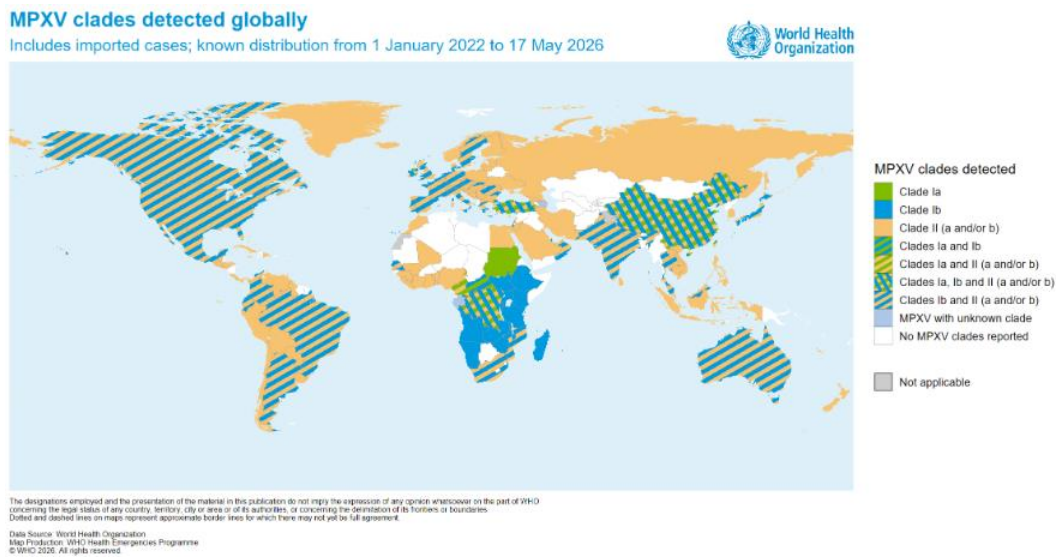 MPXV clades detected globally
Includes imported cases; known distribution from 1 January 2022 to 17 May 2026
World Health
Organization
MPXV clades detected
Clade Ia
Clade Ib
Clade II (a and/or b)
Clades Ia and Ib
Clades Ia and II (a and/or b)
Clades Ia, Ib and II (a and/or b)
Clades Ib and II (a and/or b)
MPXV with unknown clade
No MPXV clades reported
Not applicable
The designations employed and the presentation of the material in this publication do not imply the expression of any opinion whatsoever on the part of WHO
concerning the legal status of any country, territory, city or area or of its authorities, or concerning the delimitation of its frontiers or boundaries
Dotted and dashed lines on maps represent approximate border lines for which there may not yet be full agreement.
Data Source: World Health Organization
Map Production: WHO Health Emergencies Programme
© WHO 2026. All rights reserved.